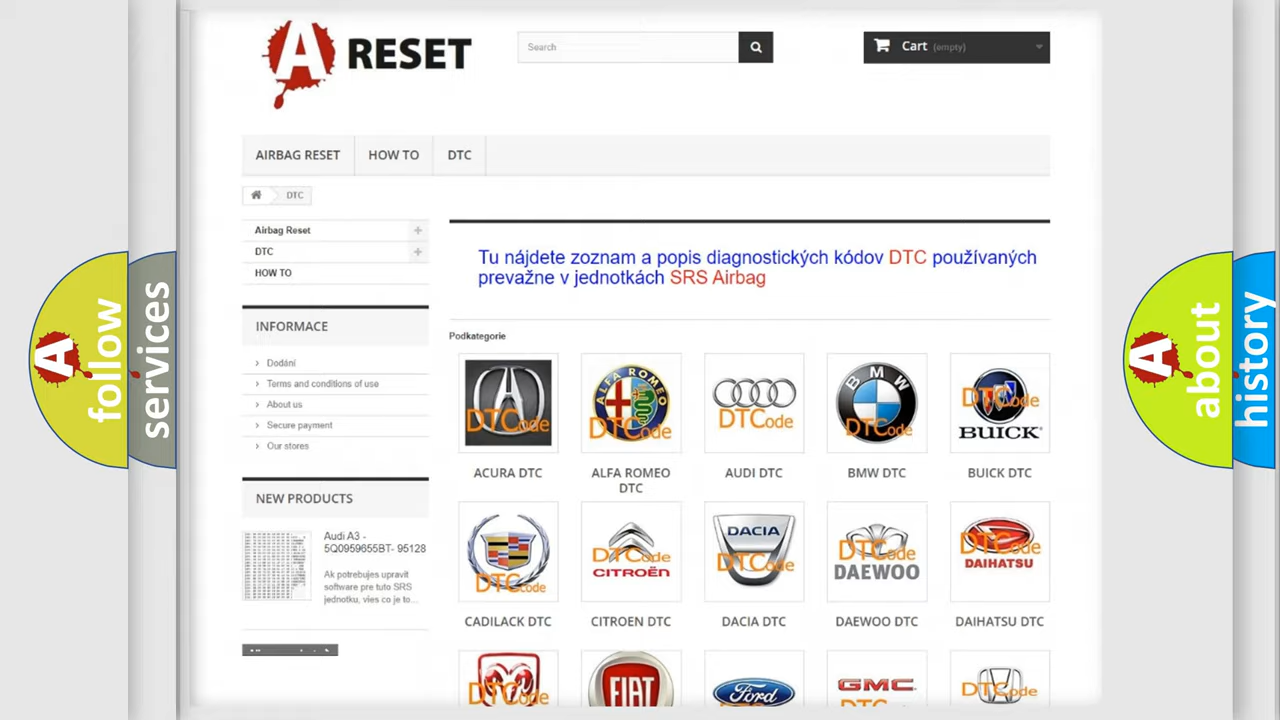 A RESET
Search
Cart (empty)
AIRBAG RESET
HOW TO
DTC
DTC
Airbag Reset
DTC
HOW TO
INFORMACE
Dodání
Terms and conditions of use
About us
Secure payment
Our stores
NEW PRODUCTS
Audi A3 -
5Q0959655BT- 95128
Ak potrebujes upravit
software pre tuto SRS
jednotku, vies co je to...
Tu nájdete zoznam a popis diagnostických kódov DTC používaných
prevažne v jednotkách SRS Airbag
Podkategorie
DTCode
ALFA ROMEO
DTCode
DTCode
BMW
DTCode
DTCode
BUICK
ACURA DTC
ALFA ROMEO
DTC
AUDI DTC
BMW DTC
BUICK DTC
DTCode
DTCode
CITROËN
DACIA
DTCode
DTCode
DAEWOO
DTCode
DAIHATSU
CADILACK DTC
CITROEN DTC
DACIA DTC
DAEWOO DTC
DAIHATSU DTC
DTCode
FIAT
Ford
GMC
DTCode
A follow
services
A about
history